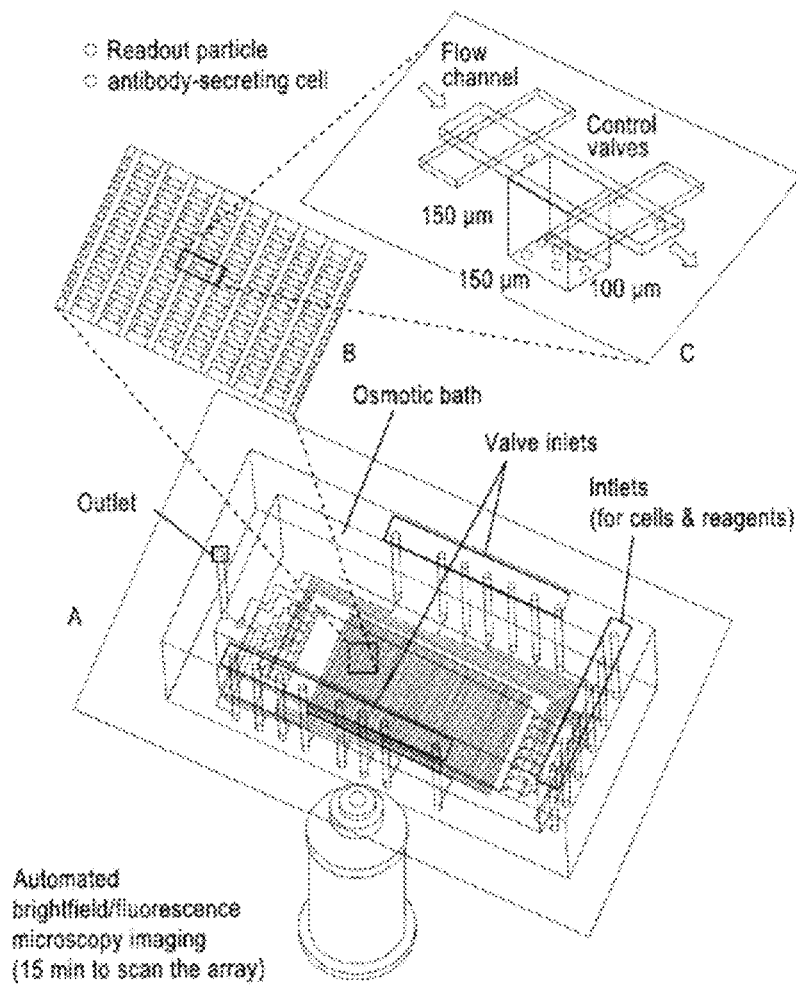 Readout particle
antibody-secreting cell
Flow
channel
Control
valves
150 µm
150 µm
100 µm
C
B
Osmotic bath
Valve inlets
Intlets
(for cells & reagents)
Outlet
A
Automated
brightfield/fluorescence
microscopy imaging
(15 min to scan the array)